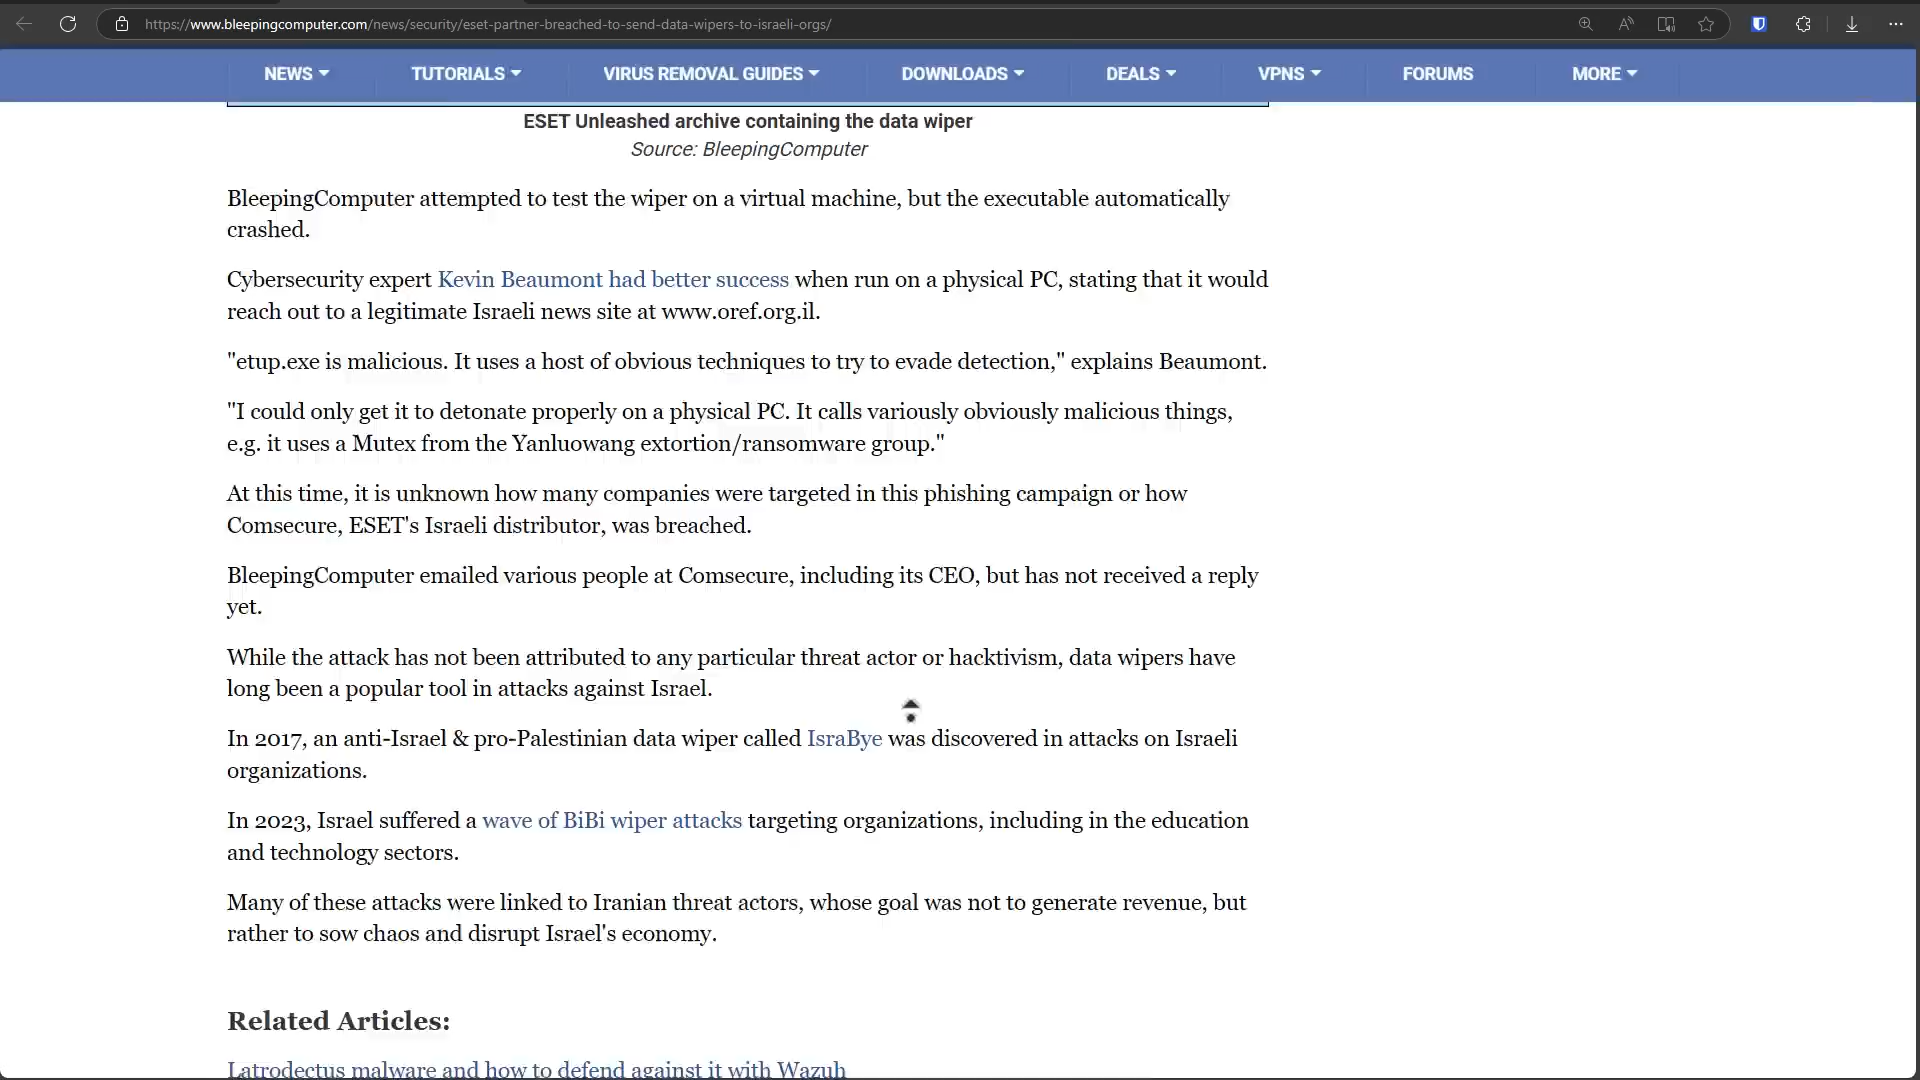 https://www.bleepingcomputer.com/news/security/eset-partner-breached-to-send-data-wipers-to-israeli-orgs/
NEWS TUTORIALS VIRUS REMOVAL GUIDES DOWNLOADS DEALS VPNS FORUMS MORE
ESET Unleashed archive containing the data wiper
Source: BleepingComputer
BleepingComputer attempted to test the wiper on a virtual machine, but the executable automatically
crashed.
Cybersecurity expert Kevin Beaumont had better success when run on a physical PC, stating that it would
reach out to a legitimate Israeli news site at www.oref.org.il.
"etup.exe is malicious. It uses a host of obvious techniques to try to evade detection," explains Beaumont.
"I could only get it to detonate properly on a physical PC. It calls variously obviously malicious things,
e.g. it uses a Mutex from the Yanluowang extortion/ransomware group."
At this time, it is unknown how many companies were targeted in this phishing campaign or how
Comsecure, ESET's Israeli distributor, was breached.
BleepingComputer emailed various people at Comsecure, including its CEO, but has not received a reply
yet.
While the attack has not been attributed to any particular threat actor or hacktivism, data wipers have
long been a popular tool in attacks against Israel.
In 2017, an anti-Israel & pro-Palestinian data wiper called IsraBye was discovered in attacks on Israeli
organizations.
In 2023, Israel suffered a wave of BiBi wiper attacks targeting organizations, including in the education
and technology sectors.
Many of these attacks were linked to Iranian threat actors, whose goal was not to generate revenue, but
rather to sow chaos and disrupt Israel's economy.
Related Articles:
Latrodectus malware and how to defend against it with Wazuh